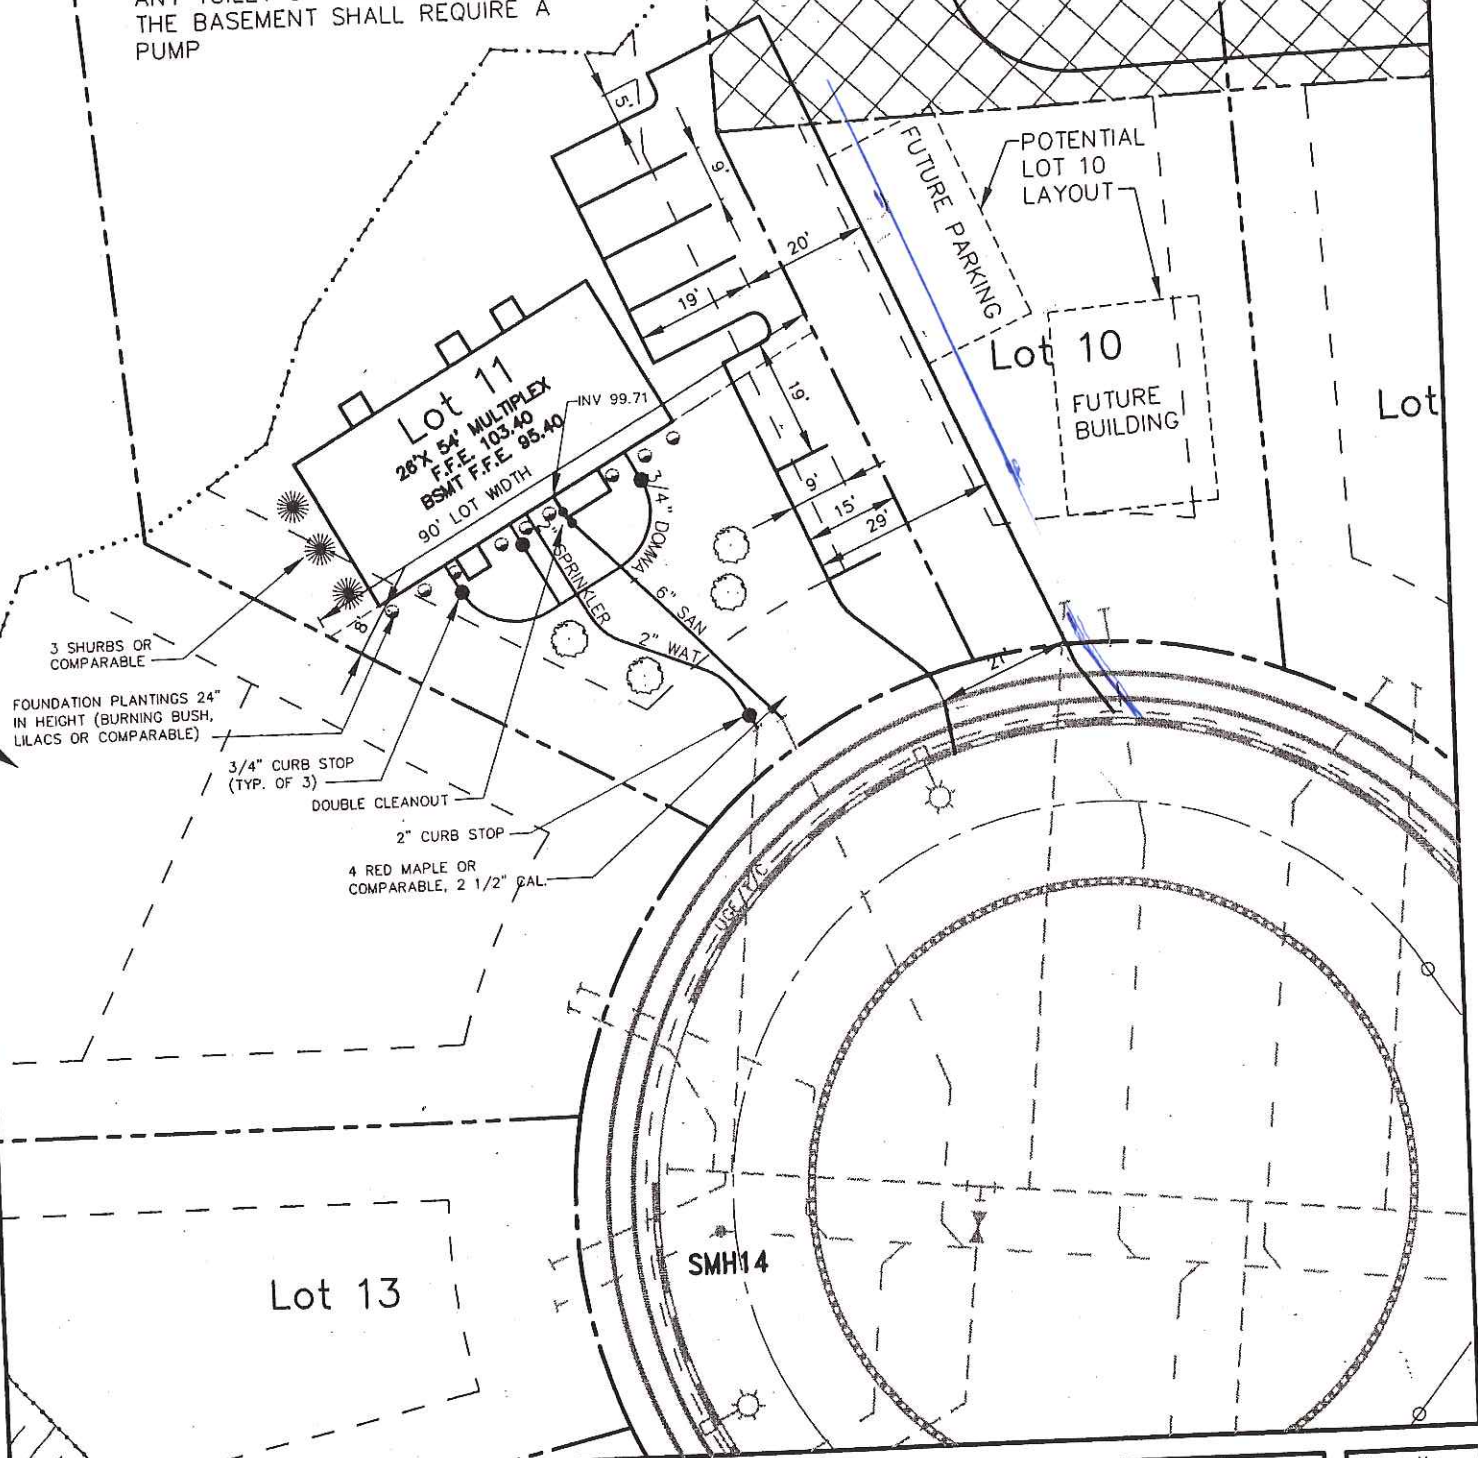 THE BASEMENT SHALL REQUIRE A
PUMP
5'
9'
20'
19'
FUTURE PARKING
POTENTIAL
LOT 10
LAYOUT
Lot 10
FUTURE
BUILDING
Lot
Lot 11
26'X 54' MULTIPLEX
F.F.E. 103.40
BSMT F.F.E. 95.40
90' LOT WIDTH
INV 99.71
19'
9'
15'
29'
3/4" DOMWA
2" SPRINKLER
6" SAN
2" WAT
8'
21'
3 SHURBS OR
COMPARABLE
FOUNDATION PLANTINGS 24"
IN HEIGHT (BURNING BUSH,
LILACS OR COMPARABLE)
3/4" CURB STOP
(TYP. OF 3)
DOUBLE CLEANOUT
2" CURB STOP
4 RED MAPLE OR
COMPARABLE, 2 1/2" CAL.
UGE/T/C
SMH14
Lot 13